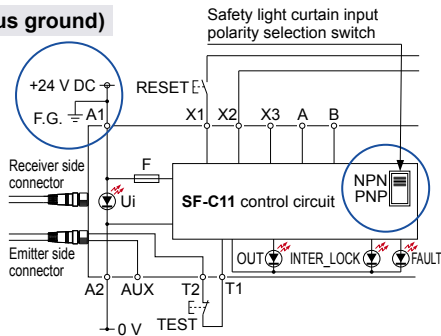 us ground)
Safety light curtain input
polarity selection switch
+24 V DC
RESET
F.G.
A1
X1
X2
X3
A
B
Receiver side
connector
F
NPN
PNP
Ui
SF-C11 control circuit
Emitter side
connector
OUT
INTER_LOCK
FAULT
A2
AUX
T2
T1
TEST
0 V